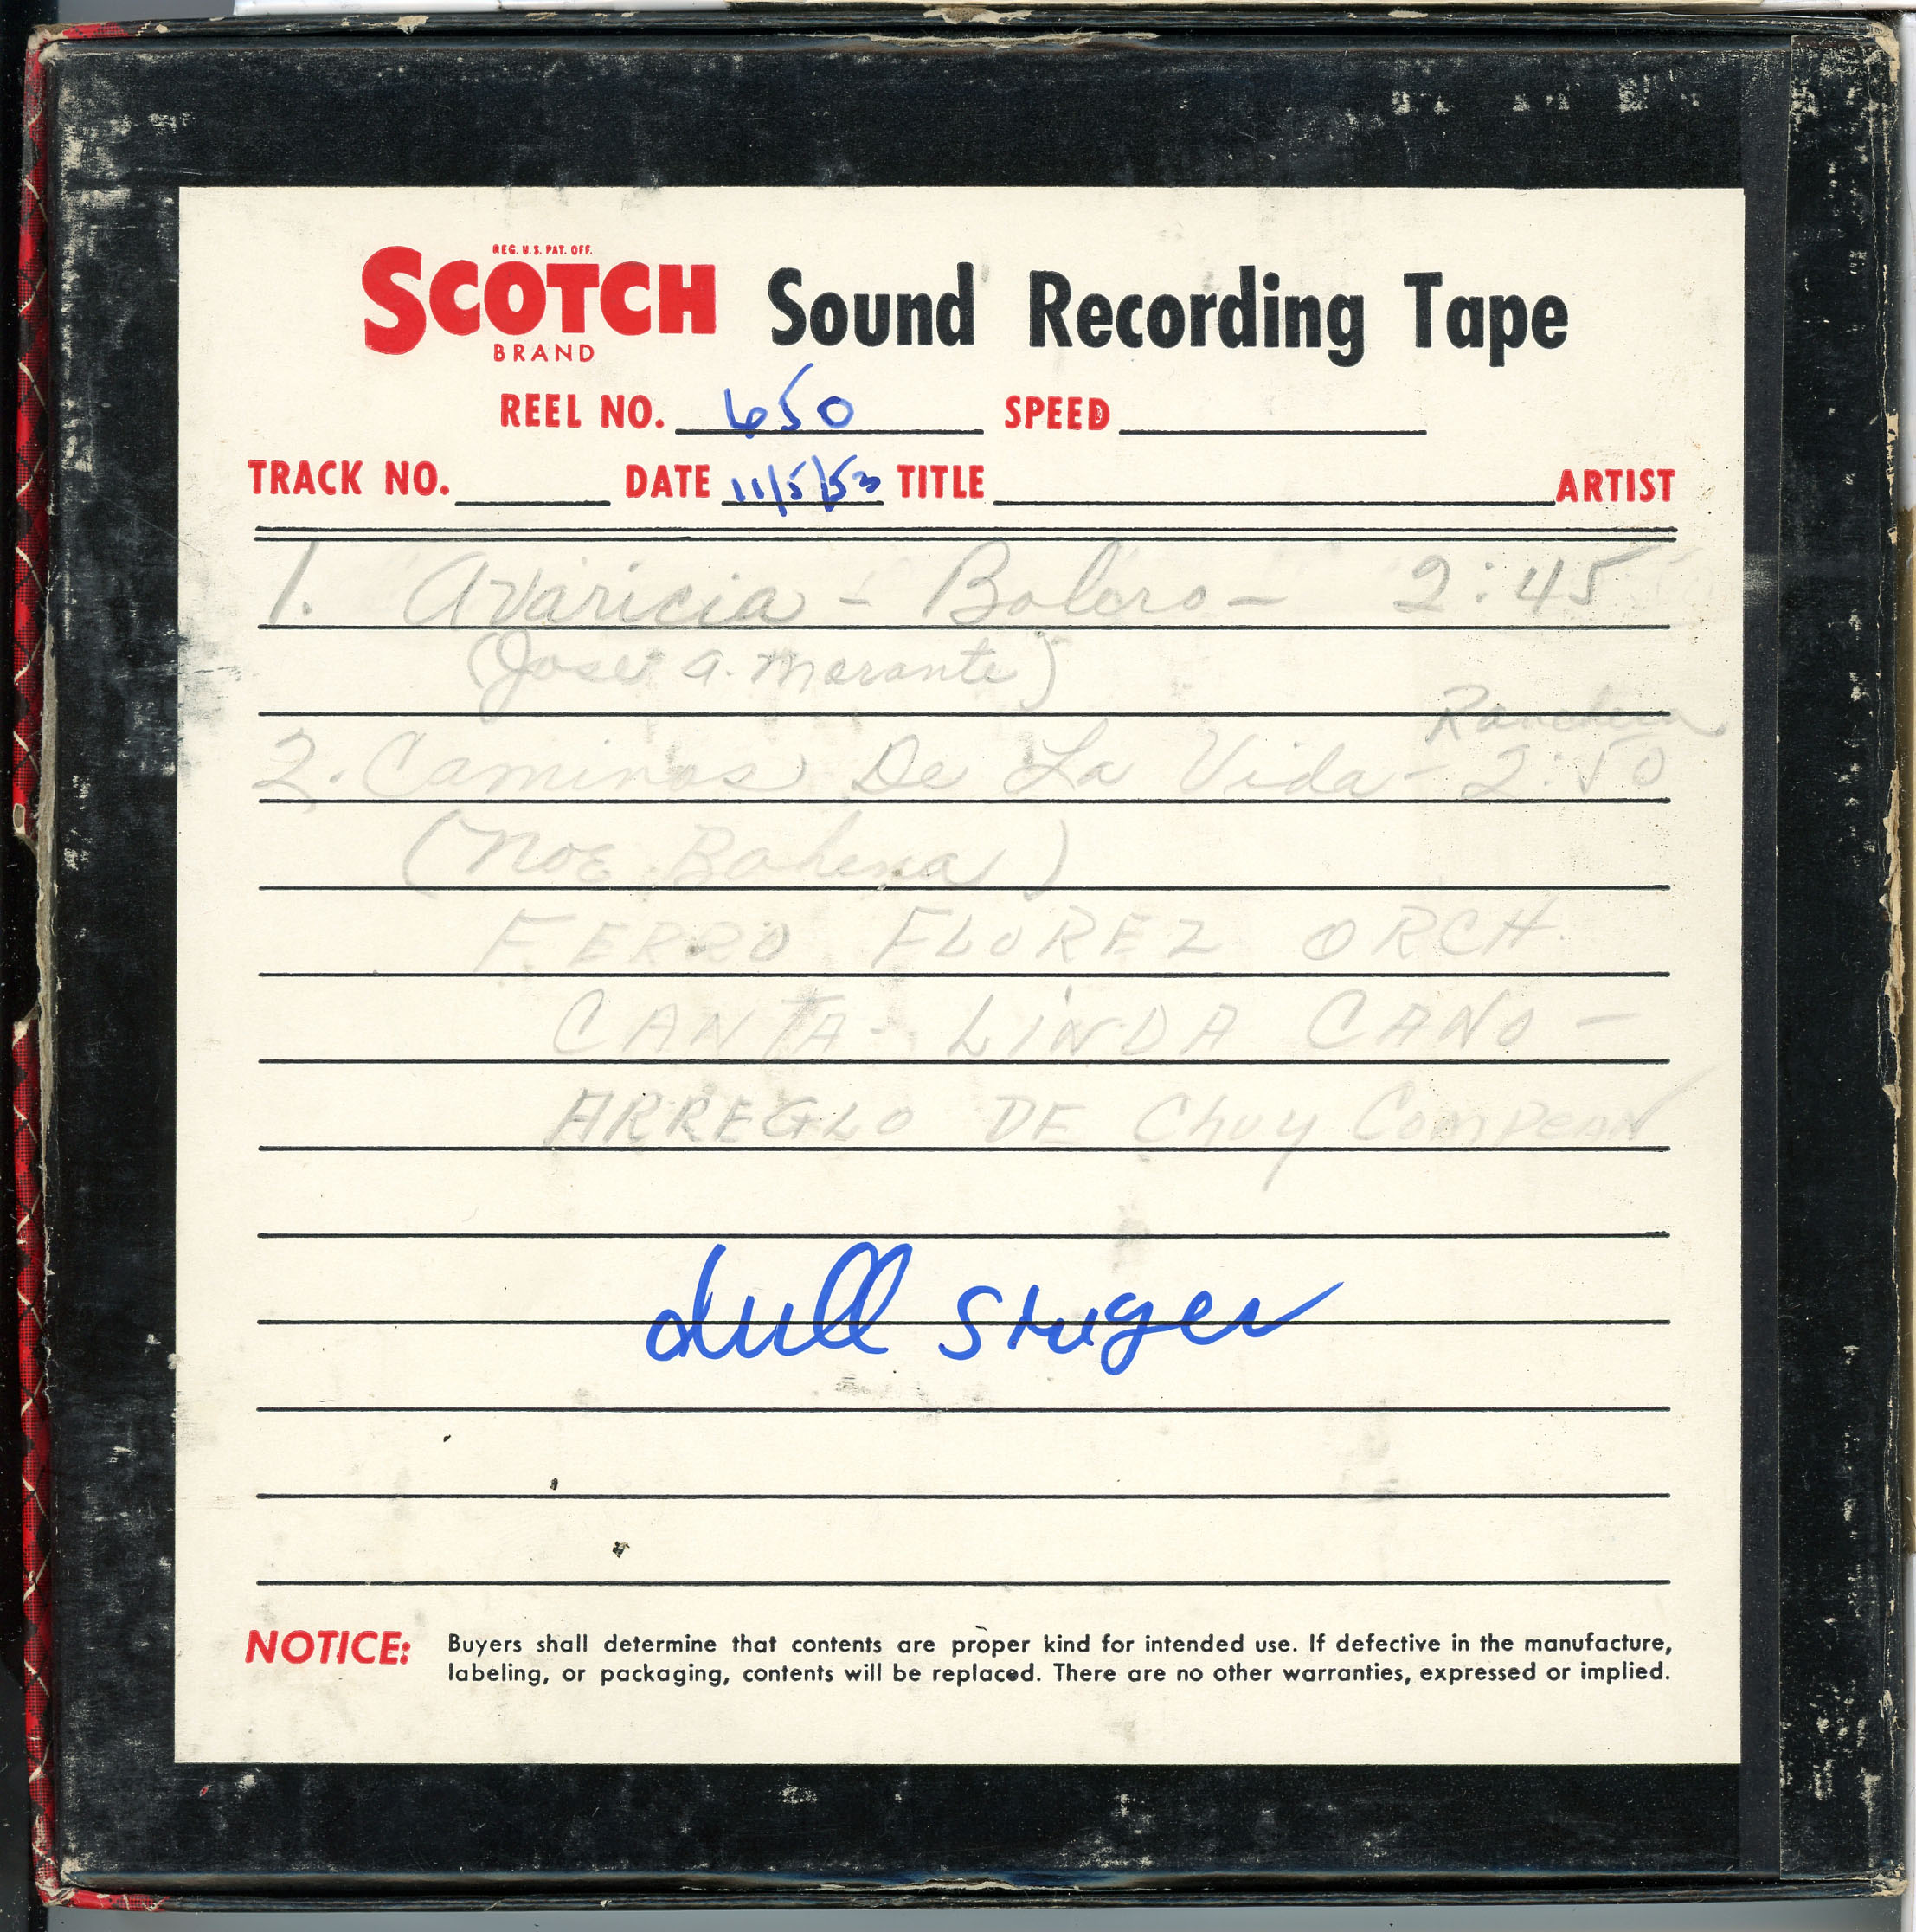 REG. U.S. PAT. OFF.
SCOTCH Sound Recording Tape
BRAND
REEL NO. 650 SPEED
TRACK NO. DATE 11/5/53 TITLE ARTIST
1. Avaricia - Bolero - 2:45
(Jose A. Morante)
Ranchera
2. Caminos De La Vida - 2:50
(Noe Bahena)
FERRO FLOREZ ORCH
CANTA - LINDA CANO -
ARREGLO DE Chuy Compean
dull singer
NOTICE: Buyers shall determine that contents are proper kind for intended use. If defective in the manufacture,
labeling, or packaging, contents will be replaced. There are no other warranties, expressed or implied.